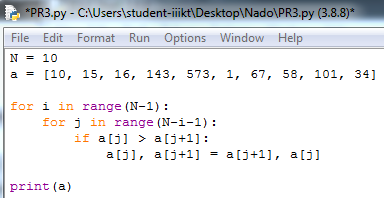 *PR3.py - C:\Users\student-iiikt\Desktop\Nado\PR3.py (3.8.8)*
File Edit Format Run Options Window Help
N = 10
a = [10, 15, 16, 143, 573, 1, 67, 58, 101, 34]
for i in range(N-1):
    for j in range(N-i-1):
        if a[j] > a[j+1]:
            a[j], a[j+1] = a[j+1], a[j]
print(a)